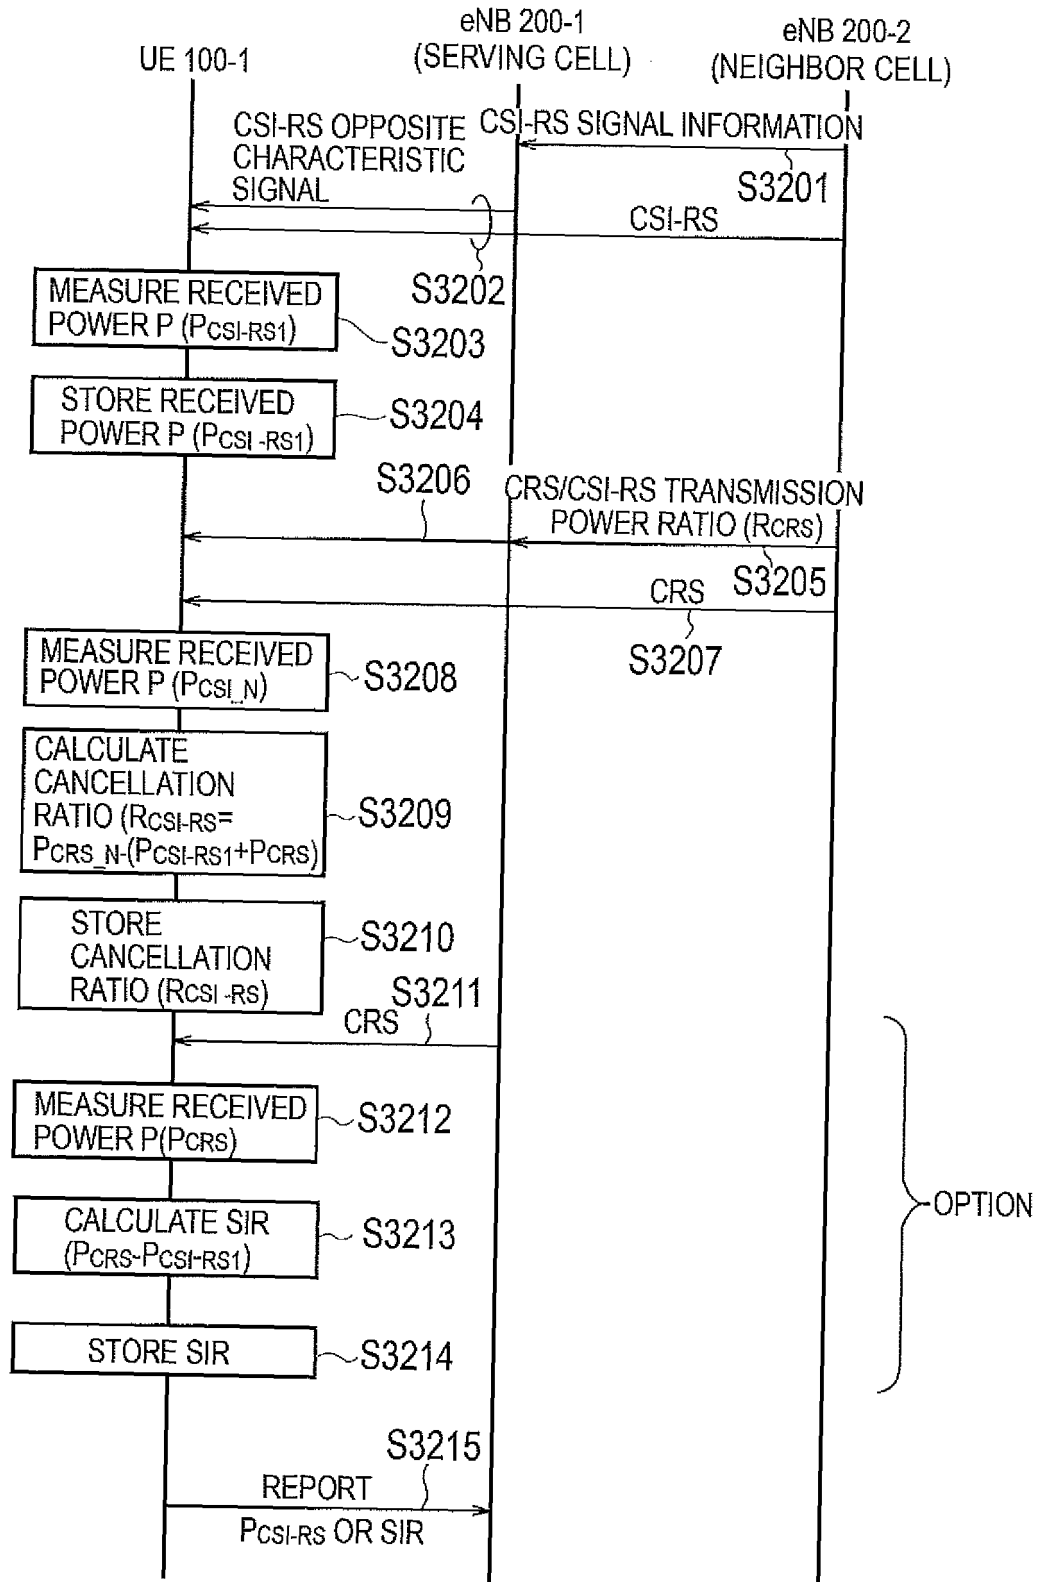 UE 100-1
eNB 200-1
(SERVING CELL)
eNB 200-2
(NEIGHBOR CELL)
CSI-RS SIGNAL INFORMATION
S3201
CSI-RS OPPOSITE
CHARACTERISTIC
SIGNAL
CSI-RS
S3202
MEASURE RECEIVED
POWER P (PCSI-RS1)
S3203
STORE RECEIVED
POWER P (PCSI-RS1)
S3204
S3206
CRS/CSI-RS TRANSMISSION
POWER RATIO (RCRS)
S3205
CRS
S3207
MEASURE RECEIVED
POWER P (PCSI_N)
S3208
CALCULATE
CANCELLATION
RATIO (RCSI-RS=
PCRS_N-(PCSI-RS1+PCRS)
S3209
STORE
CANCELLATION
RATIO (RCSI-RS)
S3210
S3211
CRS
MEASURE RECEIVED
POWER P(PCRS)
S3212
CALCULATE SIR
(PCRS-PCSI-RS1)
S3213
STORE SIR
S3214
OPTION
S3215
REPORT
PCSI-RS OR SIR